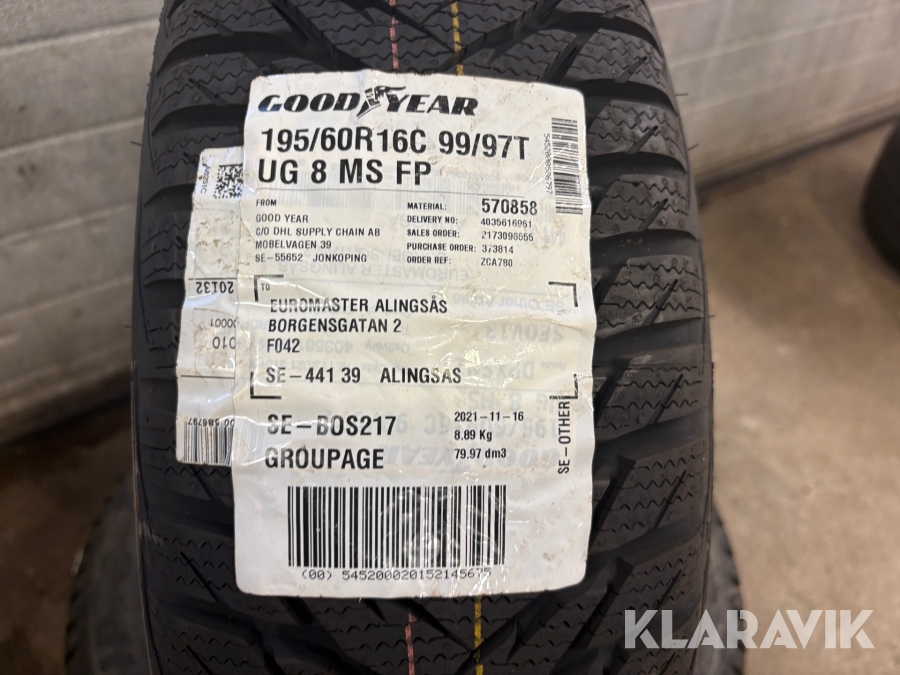 GOODYEAR
195/60R16C 99/97T
UG 8 MS FP
FROM
GOOD YEAR
C/O DHL SUPPLY CHAIN AB
MOBELVAGEN 39
SE-55652 JONKOPING
MATERIAL: 570858
DELIVERY NO: 4035616961
SALES ORDER: 2173096555
PURCHASE ORDER: 373814
ORDER REF: ZCA780
TO
EUROMASTER ALINGSÅS
BORGENSGATAN 2
F042
SE-441 39 ALINGSAS
SE-BOS217
GROUPAGE
2021-11-16
8.89 Kg
79.97 dm3
SE-OTHER
(00) 545200020152145675
20132
KLARAVIK